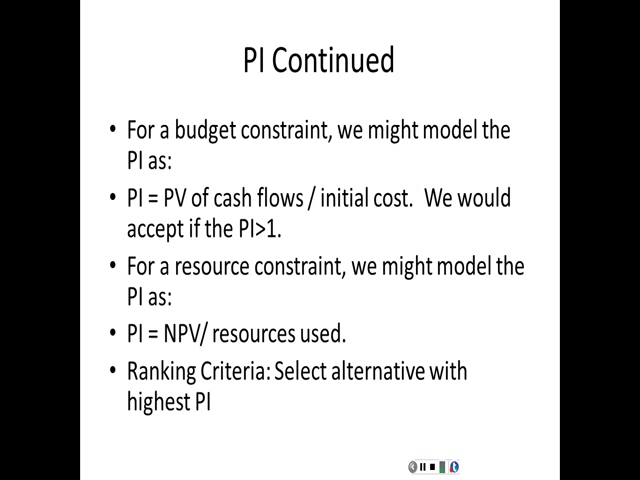 PI Continued
• For a budget constraint, we might model the
PI as:
• PI = PV of cash flows / initial cost.  We would
accept if the PI>1.
• For a resource constraint, we might model the
PI as:
• PI = NPV/ resources used.
• Ranking Criteria: Select alternative with
highest PI